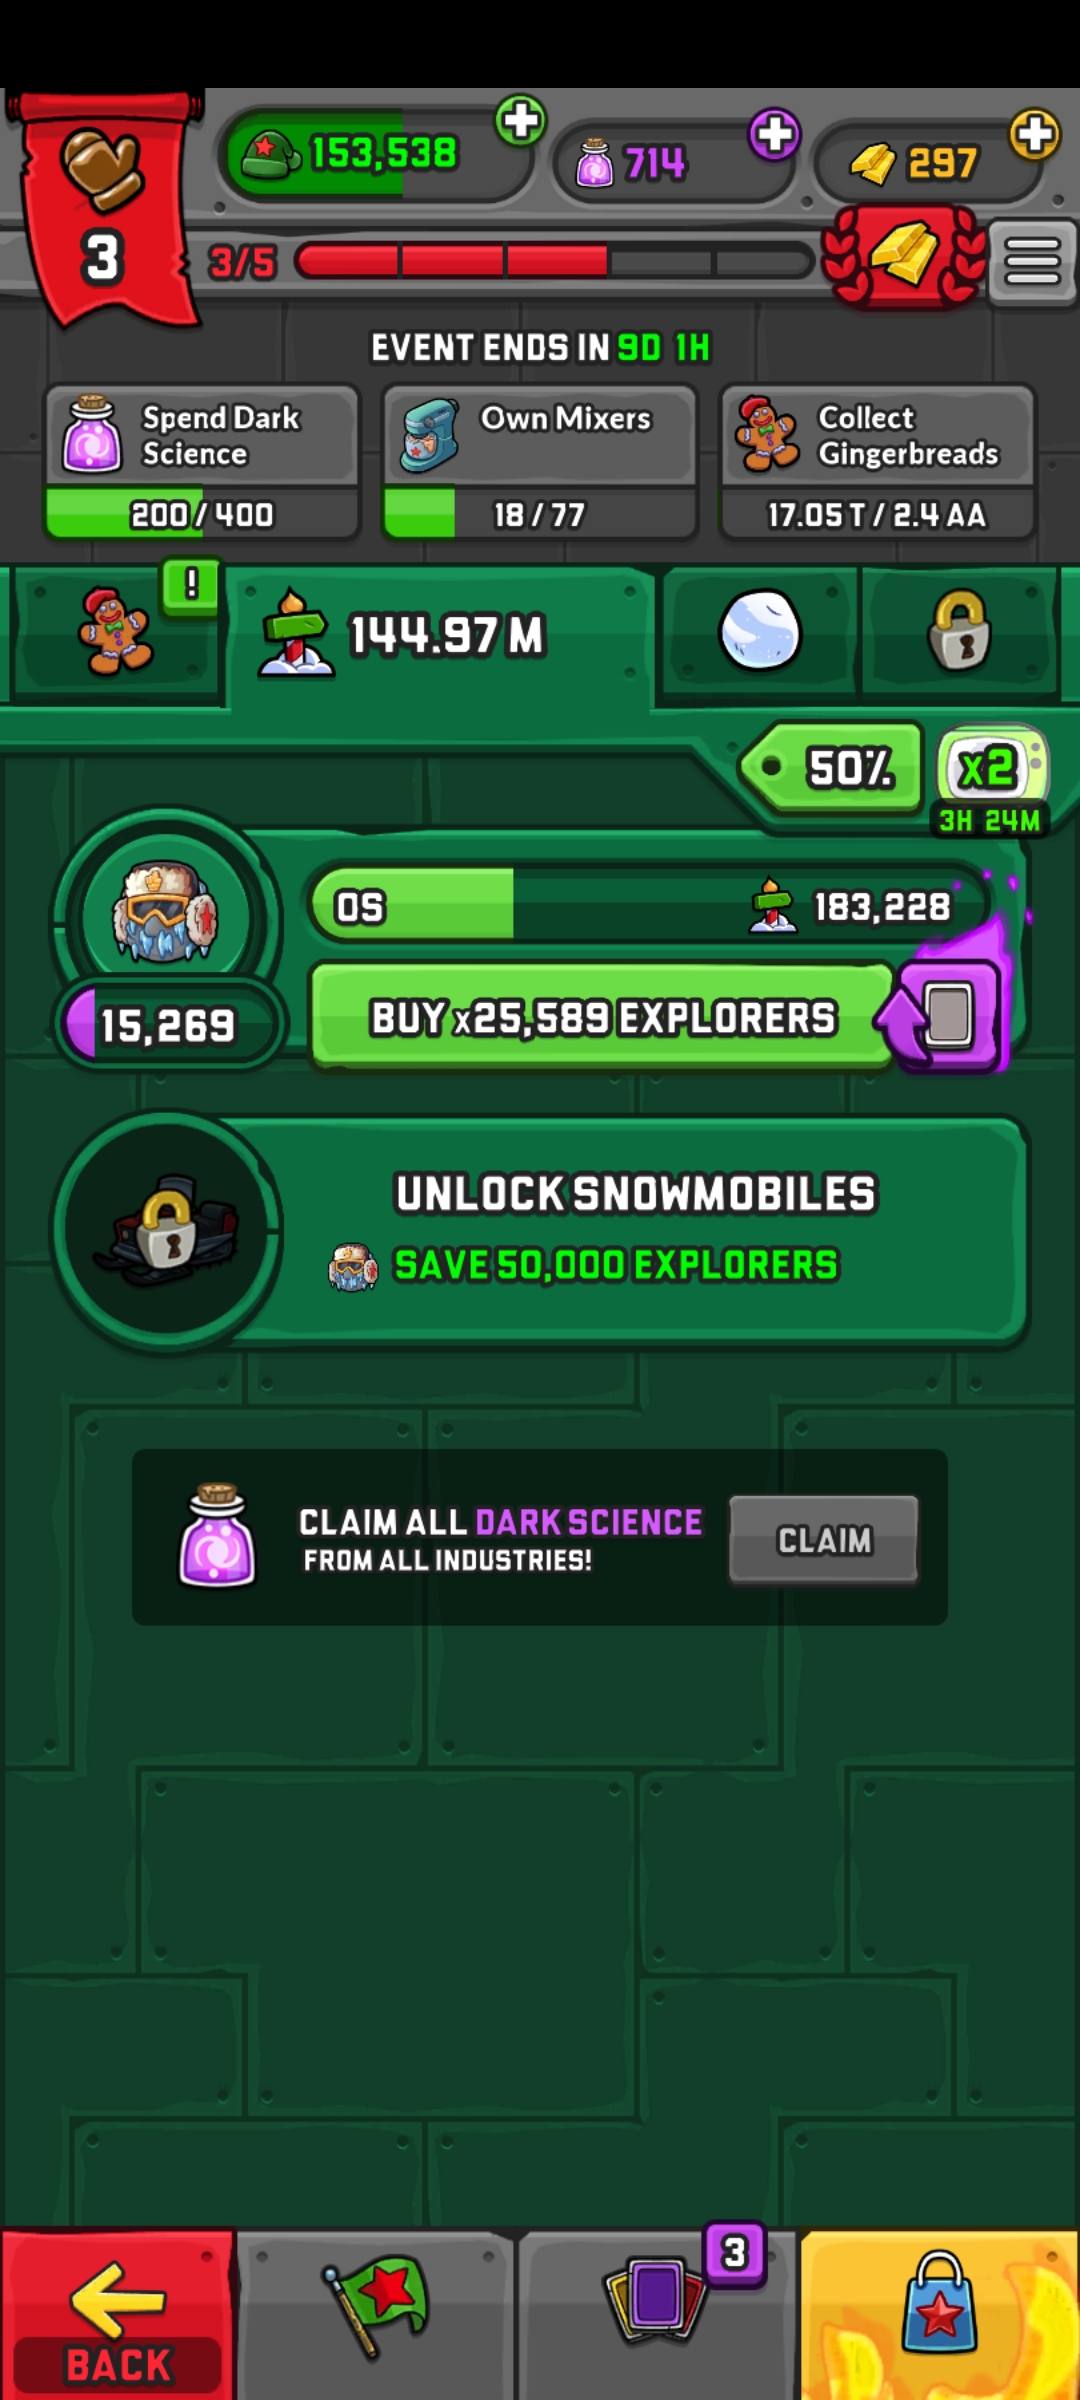 153,538
714
297
3
3/5
EVENT ENDS IN 9D 1H
Spend Dark
Science
200 / 400
Own Mixers
18 / 77
Collect
Gingerbreads
17.05 T / 2.4 AA
!
144.97 M
50%
x2
3H 24M
0S
183,228
15,269
BUY x25,589 EXPLORERS
UNLOCK SNOWMOBILES
SAVE 50,000 EXPLORERS
CLAIM ALL DARK SCIENCE
FROM ALL INDUSTRIES!
CLAIM
3
BACK